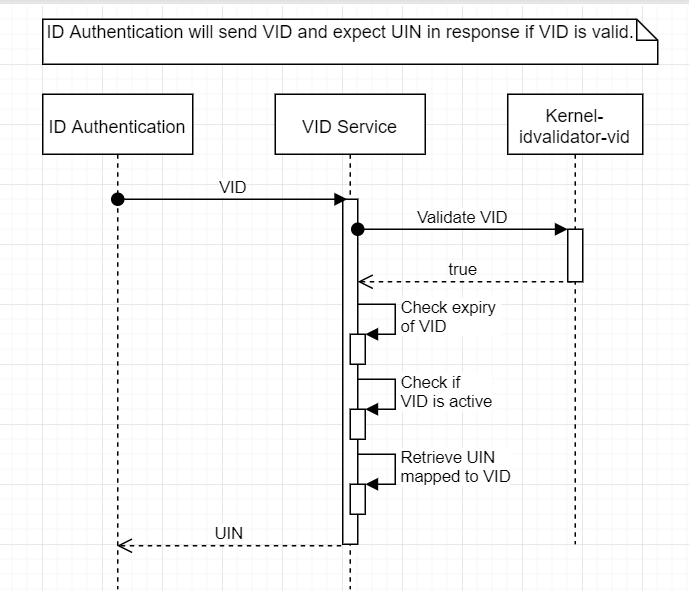 ID Authentication will send VID and expect UIN in response if VID is valid.
ID Authentication
VID Service
Kernel-
idvalidator-vid
VID
Validate VID
true
Check expiry
of VID
Check if
VID is active
Retrieve UIN
mapped to VID
UIN